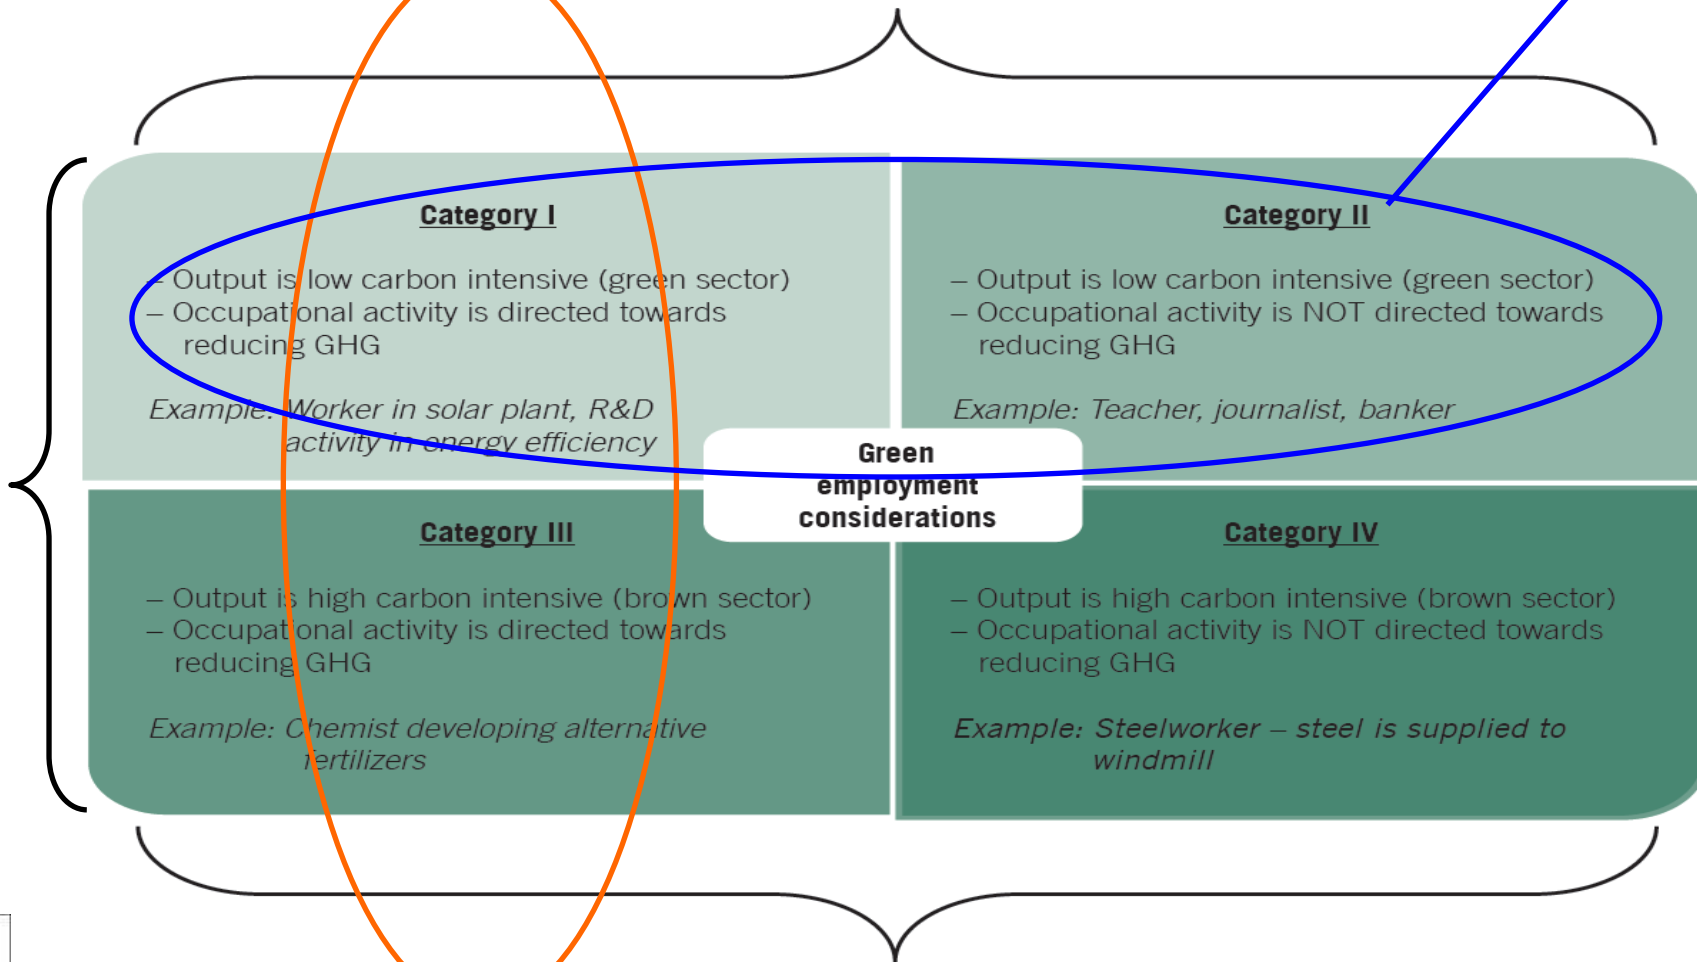 Category I
– Output is low carbon intensive (green sector)
– Occupational activity is directed towards
reducing GHG
Example: Worker in solar plant, R&D
activity in energy efficiency
Category II
– Output is low carbon intensive (green sector)
– Occupational activity is NOT directed towards
reducing GHG
Example: Teacher, journalist, banker
Green
employment
considerations
Category III
– Output is high carbon intensive (brown sector)
– Occupational activity is directed towards
reducing GHG
Example: Chemist developing alternative
fertilizers
Category IV
– Output is high carbon intensive (brown sector)
– Occupational activity is NOT directed towards
reducing GHG
Example: Steelworker – steel is supplied to
windmill